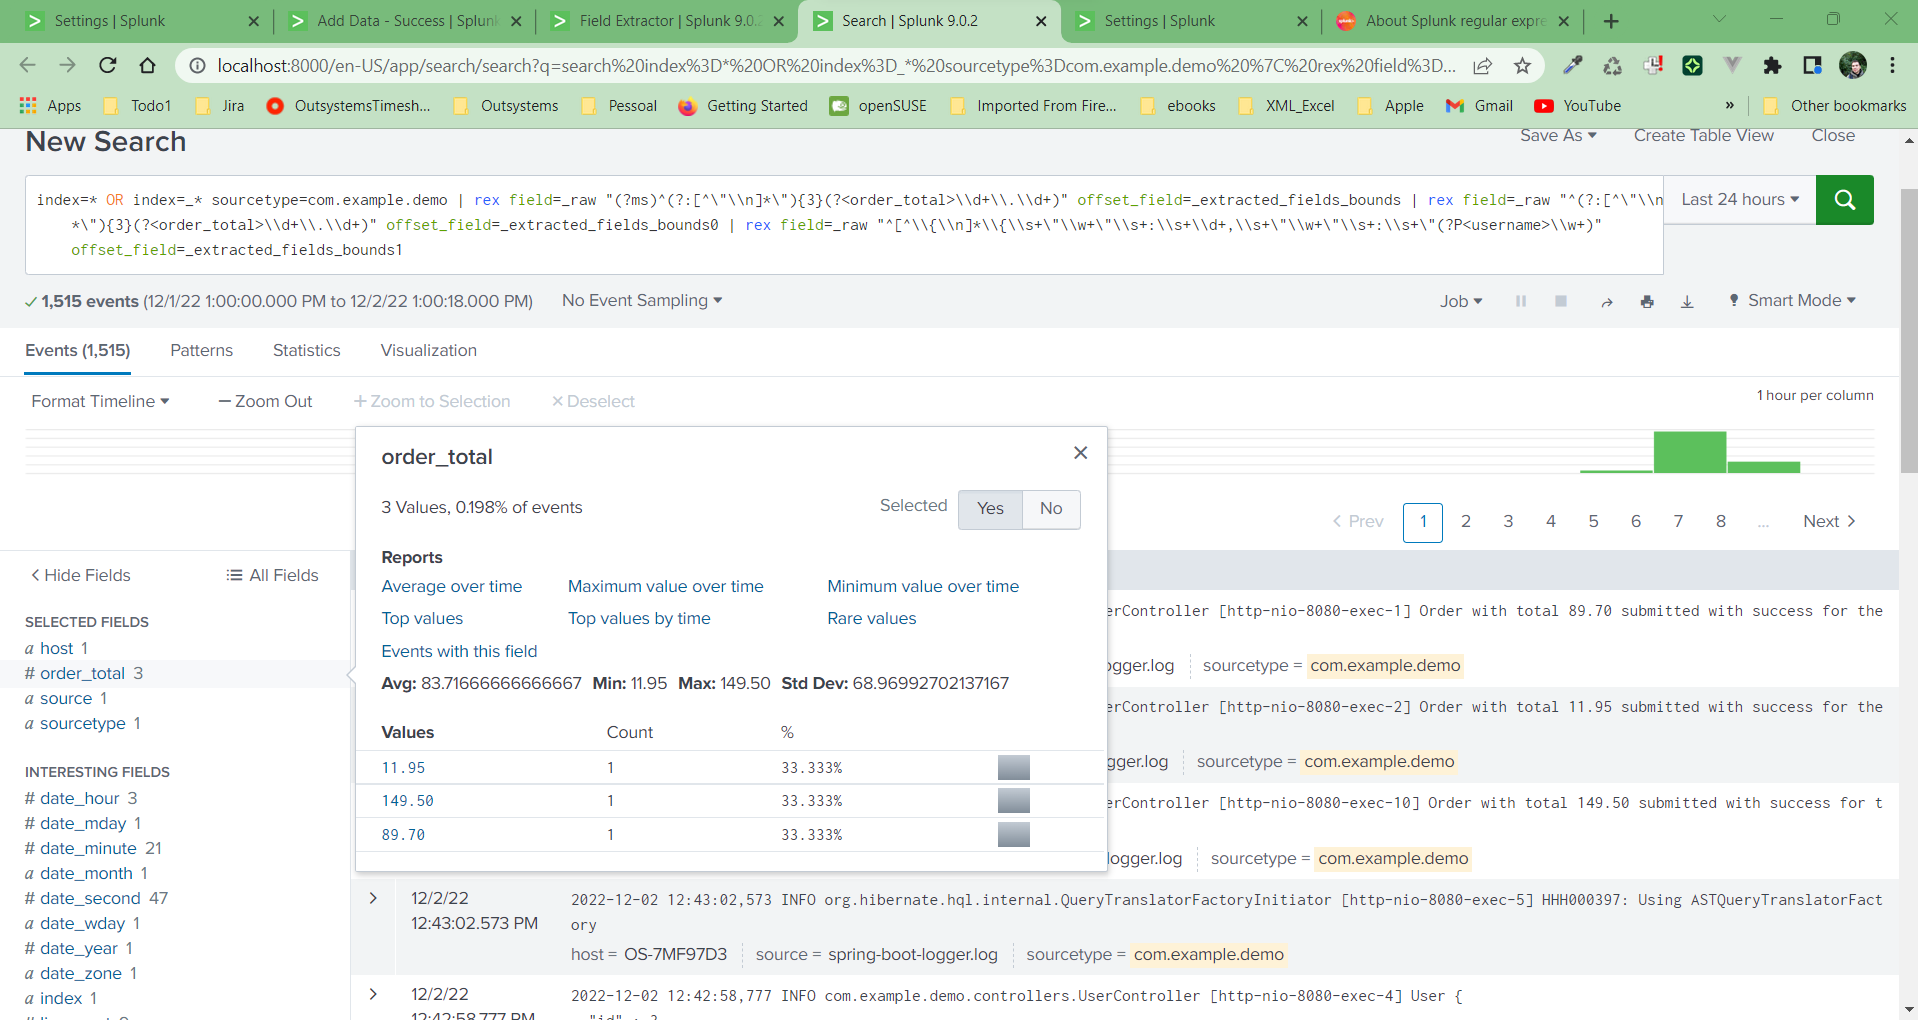 Settings | Splunk
Add Data - Success | Splunk
Field Extractor | Splunk 9.0.2
Search | Splunk 9.0.2
Settings | Splunk
About Splunk regular expre
localhost:8000/en-US/app/search/search?q=search%20index%3D*%20OR%20index%3D_*%20sourcetype%3Dcom.example.demo%20%7C%20rex%20field%3D...
Apps
Todo1
Jira
OutsystemsTimesh...
Outsystems
Pessoal
Getting Started
openSUSE
Imported From Fire...
ebooks
XML_Excel
Apple
Gmail
YouTube
»
Other bookmarks
New Search
Save As
Create Table View
Close
index=* OR index=_* sourcetype=com.example.demo | rex field=_raw "(?ms)^(?:[^\"\\n]*\"){3}(?<order_total>\\d+\\.\\d+)" offset_field=_extracted_fields_bounds | rex field=_raw "^(?:[^\"\\n
*\"){3}(?<order_total>\\d+\\.\\d+)" offset_field=_extracted_fields_bounds0 | rex field=_raw "^[^\\{\\n]*\\{\\s+\"\\w+\"\\s+:\\s+\\d+,\\s+\"\\w+\"\\s+:\\s+\"(?P<username>\\w+)"
offset_field=_extracted_fields_bounds1
Last 24 hours
1,515 events (12/1/22 1:00:00.000 PM to 12/2/22 1:00:18.000 PM)
No Event Sampling
Job
Smart Mode
Events (1,515)
Patterns
Statistics
Visualization
Format Timeline
Zoom Out
Zoom to Selection
Deselect
1 hour per column
order_total
3 Values, 0.198% of events
Selected
Yes
No
Reports
Average over time
Maximum value over time
Minimum value over time
Top values
Top values by time
Rare values
Events with this field
Avg: 83.71666666666667 Min: 11.95 Max: 149.50 Std Dev: 68.96992702137167
Values Count %
11.95 1 33.333%
149.50 1 33.333%
89.70 1 33.333%
Prev 1 2 3 4 5 6 7 8 ... Next
Hide Fields
All Fields
SELECTED FIELDS
a host 1
# order_total 3
a source 1
a sourcetype 1
INTERESTING FIELDS
# date_hour 3
# date_mday 1
# date_minute 21
a date_month 1
# date_second 47
a date_wday 1
# date_year 1
a date_zone 1
a index 1
erController [http-nio-8080-exec-1] Order with total 89.70 submitted with success for the
ogger.log
sourcetype = com.example.demo
erController [http-nio-8080-exec-2] Order with total 11.95 submitted with success for the
gger.log
sourcetype = com.example.demo
erController [http-nio-8080-exec-10] Order with total 149.50 submitted with success for t
logger.log
sourcetype = com.example.demo
12/2/22
12:43:02.573 PM
2022-12-02 12:43:02,573 INFO org.hibernate.hql.internal.QueryTranslatorFactoryInitiator [http-nio-8080-exec-5] HHH000397: Using ASTQueryTranslatorFact
ory
host = OS-7MF97D3
source = spring-boot-logger.log
sourcetype = com.example.demo
12/2/22
12:42:58.777 PM
2022-12-02 12:42:58,777 INFO com.example.demo.controllers.UserController [http-nio-8080-exec-4] User {
"id" : 3